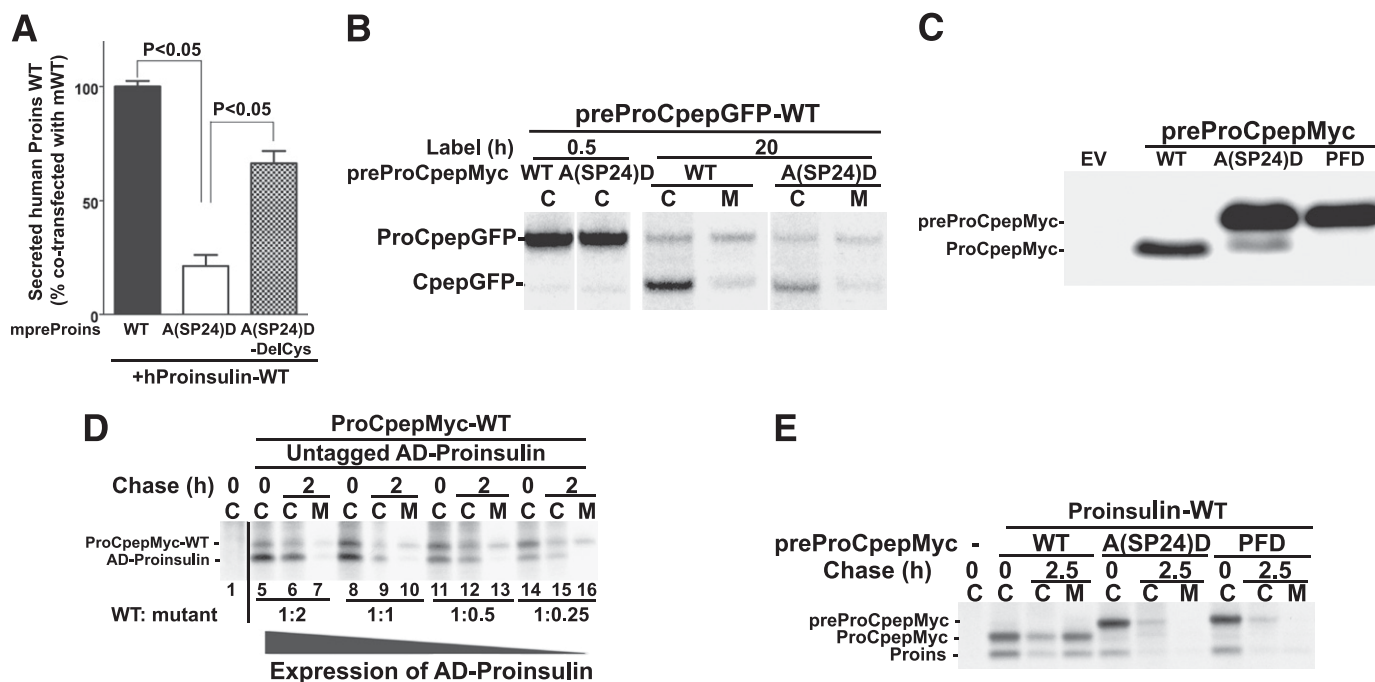 A
Secreted human Proins WT
(% co-transfected with mWT)
P<0.05
P<0.05
100
50
0
mpreProins WT A(SP24)D A(SP24)D
-DelCys
+hProinsulin-WT
B
preProCpepGFP-WT
Label (h) 0.5 20
preProCpepMyc WT A(SP24)D WT A(SP24)D
C C C M C M
ProCpepGFP-
CpepGFP-
C
preProCpepMyc
EV WT A(SP24)D PFD
preProCpepMyc-
ProCpepMyc-
D
ProCpepMyc-WT
Untagged AD-Proinsulin
Chase (h) 0 0 2 0 2 0 2 0 2
C C C M C C M C C M C C M
ProCpepMyc-WT -
AD-Proinsulin -
1 5 6 7 8 9 10 11 12 13 14 15 16
WT: mutant 1:2 1:1 1:0.5 1:0.25
Expression of AD-Proinsulin
E
Proinsulin-WT
preProCpepMyc - WT A(SP24)D PFD
Chase (h) 0 0 2.5 0 2.5 0 2.5
C C C M C C M C C M
preProCpepMyc -
ProCpepMyc -
Proins -